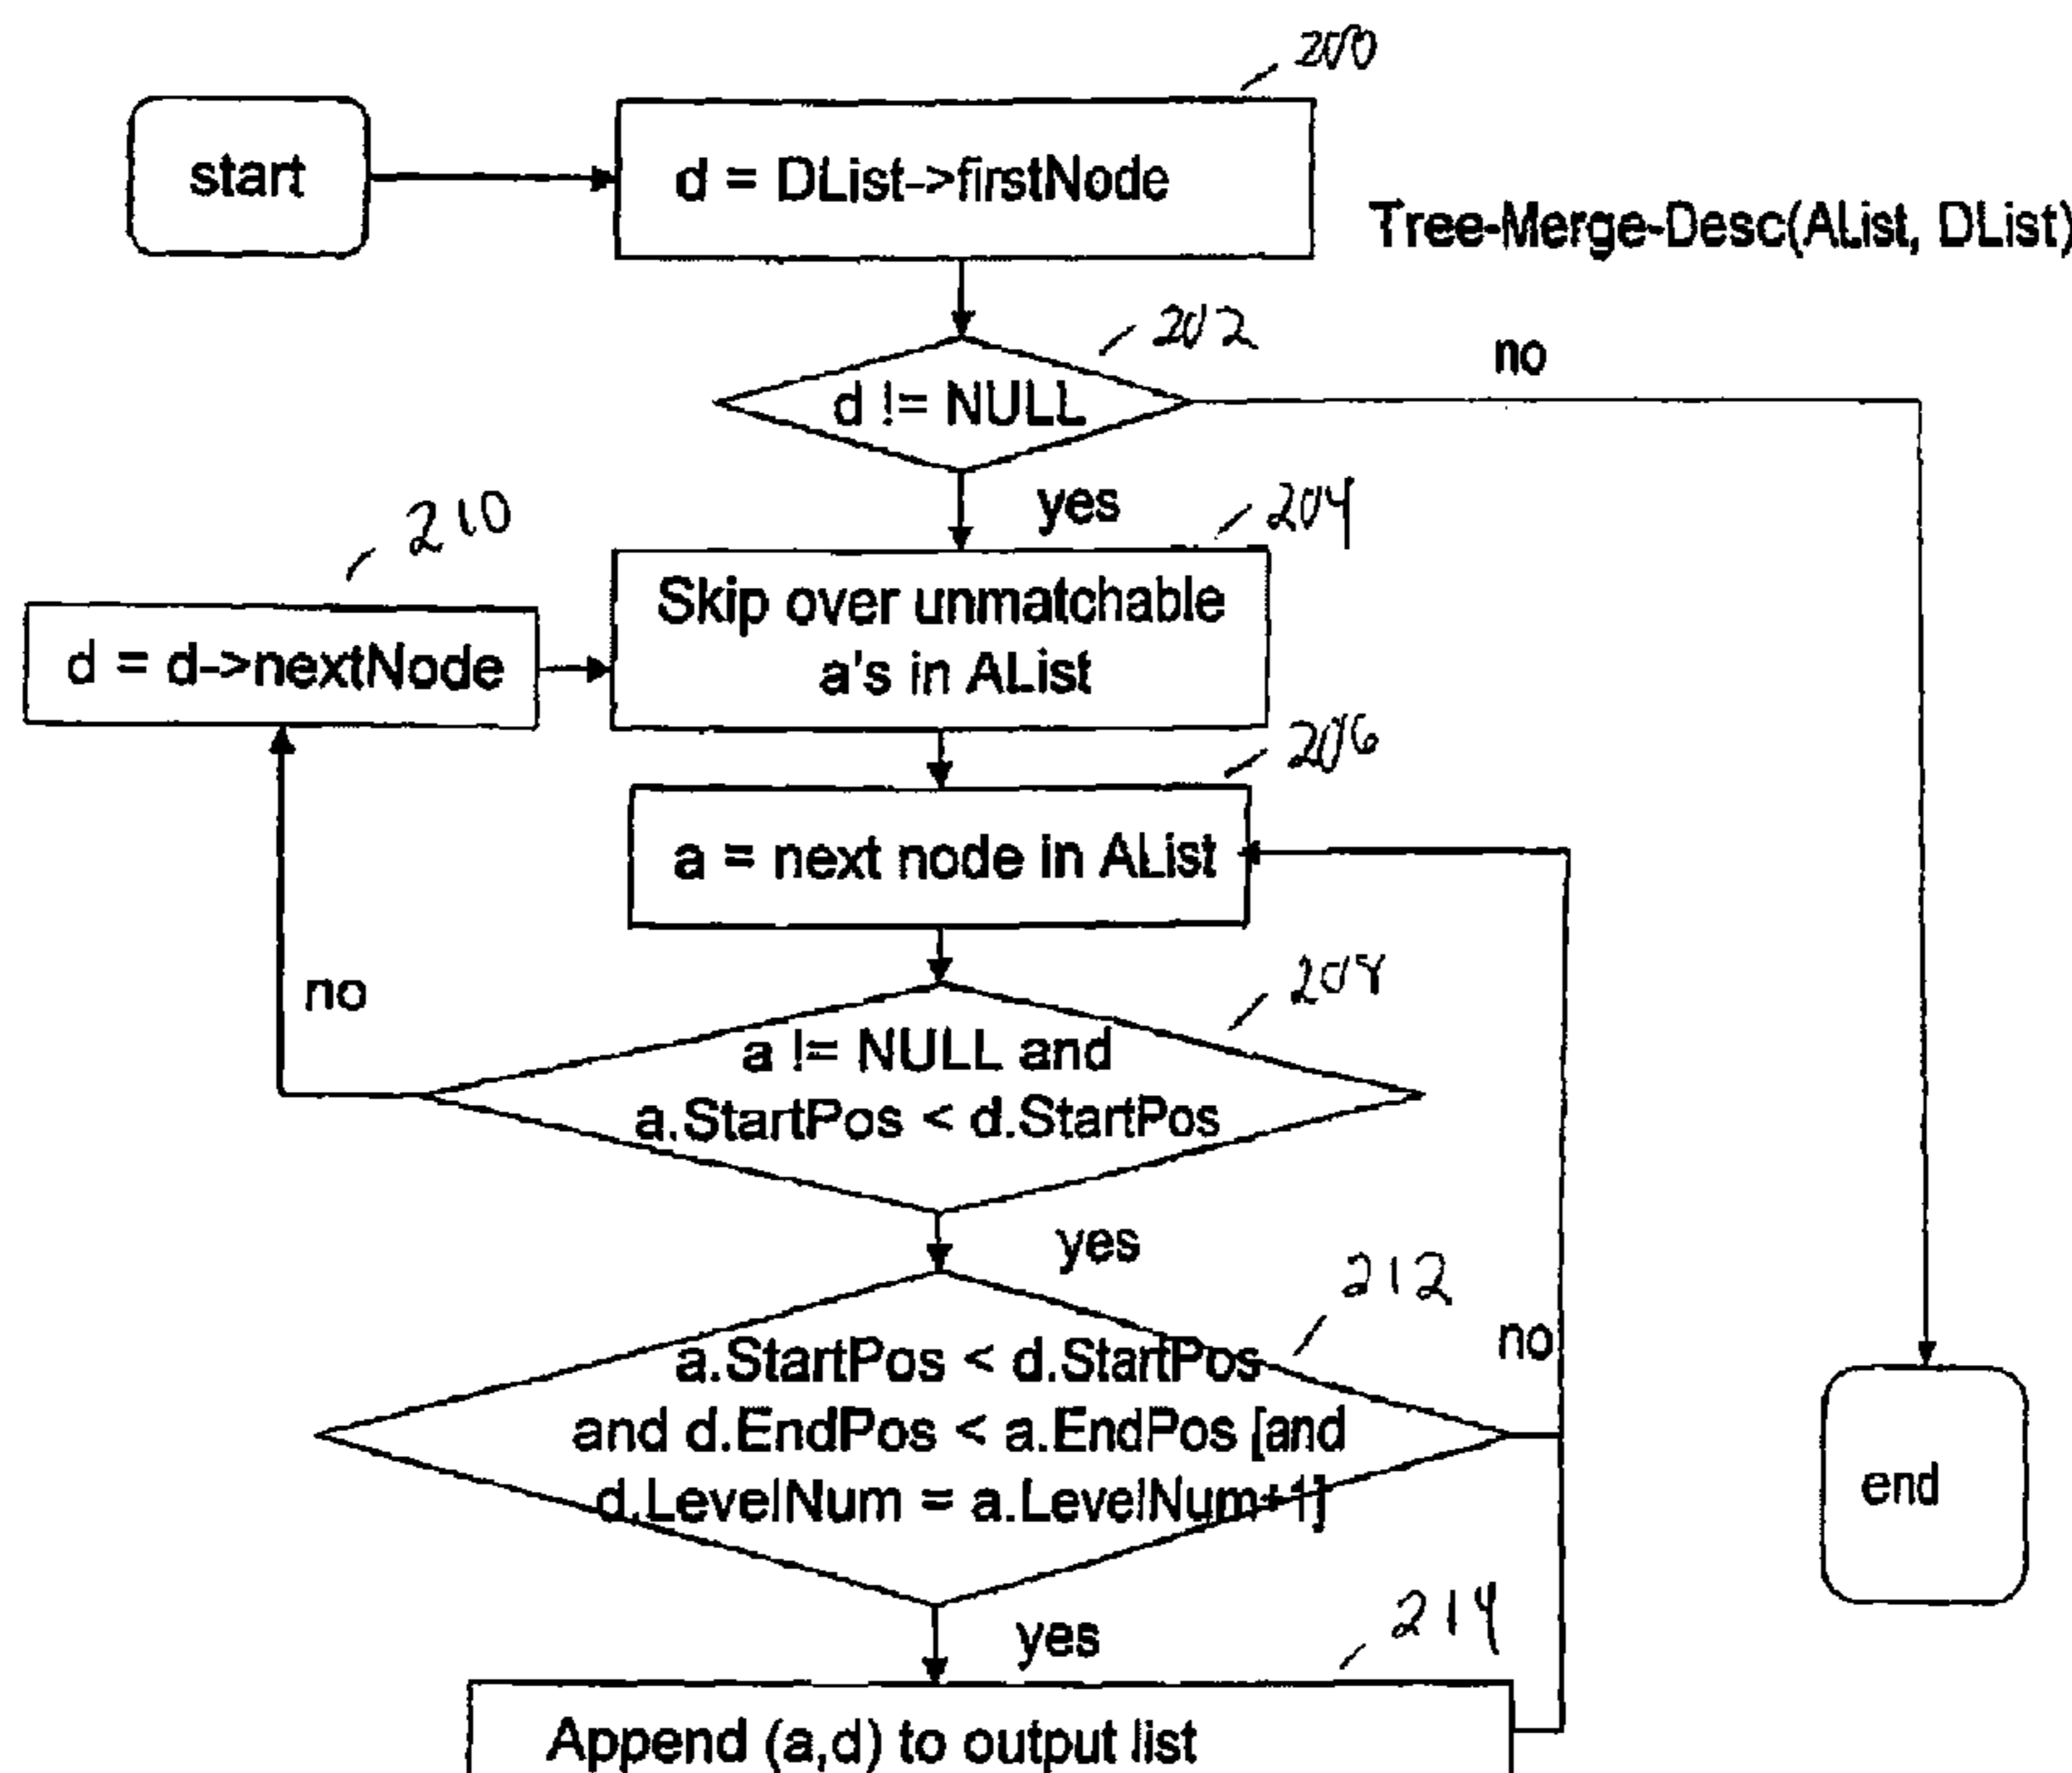 200
start
d = DList->firstNode
Tree-Merge-Desc(AList, DList)
202
no
d != NULL
yes
204
210
Skip over unmatchable
a's in AList
d = d->nextNode
206
a = next node in AList
no
a != NULL and
a.StartPos < d.StartPos
yes
212
no
a.StartPos < d.StartPos
and d.EndPos < a.EndPos [and
d.LevelNum = a.LevelNum+1]
end
yes
214
Append (a,d) to output list